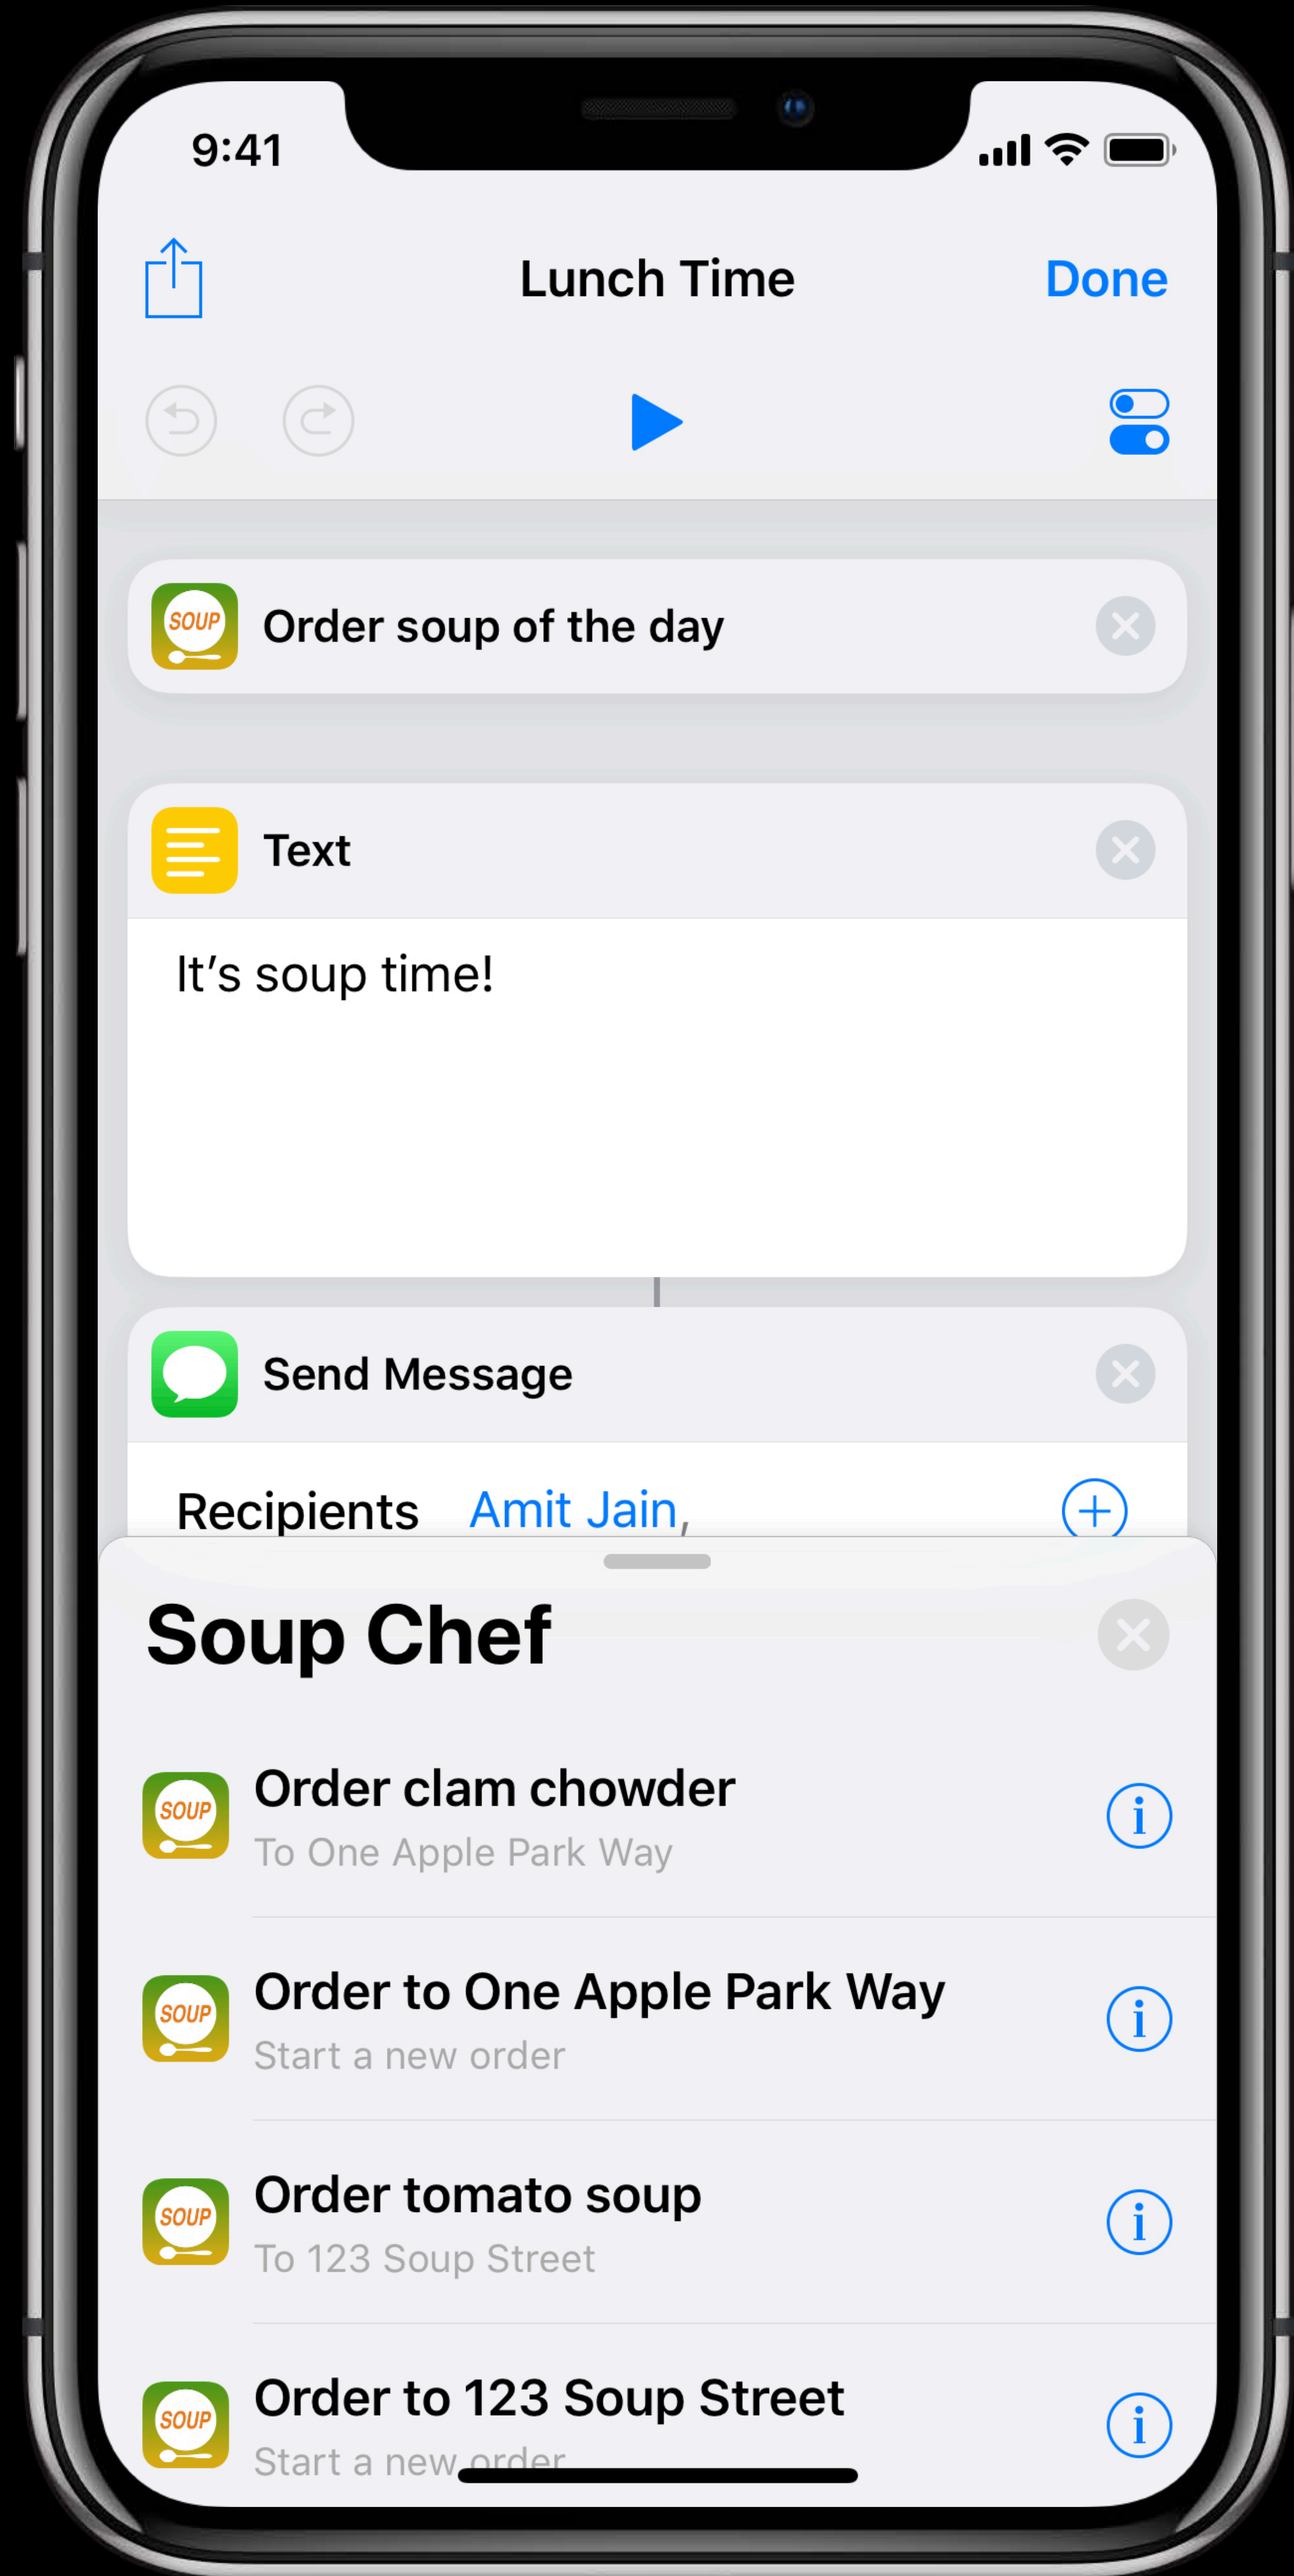 9:41
Lunch Time
Done
SOUP
Order soup of the day
Text
It’s soup time!
Send Message
Recipients Amit Jain,
Soup Chef
SOUP
Order clam chowder
To One Apple Park Way
SOUP
Order to One Apple Park Way
Start a new order
SOUP
Order tomato soup
To 123 Soup Street
SOUP
Order to 123 Soup Street
Start a new order